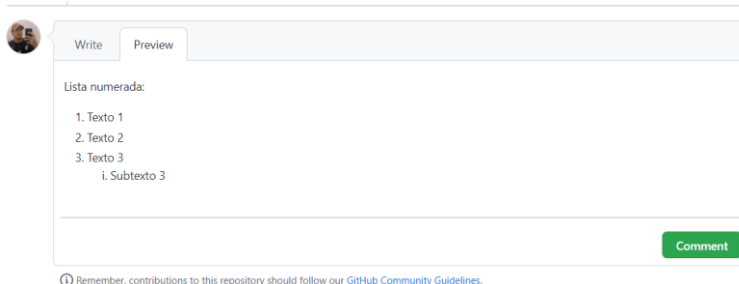 Write Preview
Lista numerada:
1. Texto 1
2. Texto 2
3. Texto 3
i. Subtexto 3
Comment
Remember, contributions to this repository should follow our GitHub Community Guidelines.